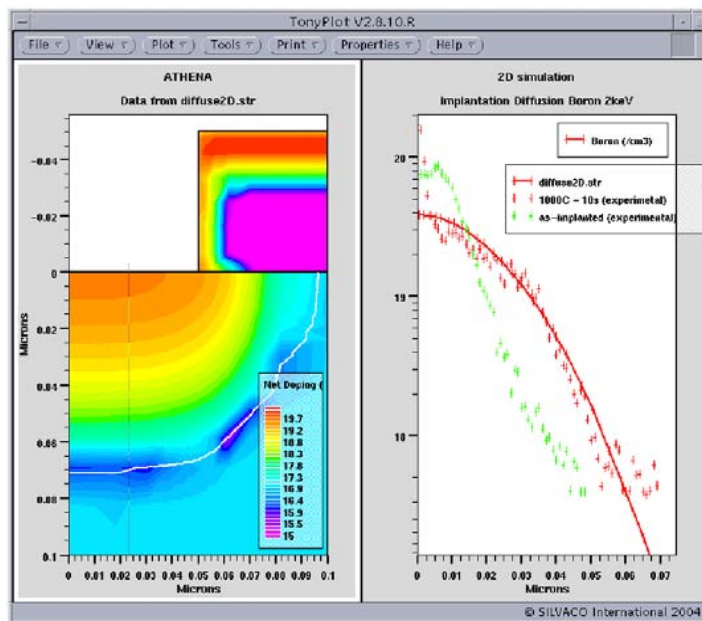 TonyPlot V2.8.10.R
File View Plot Tools Print Properties Help
ATHENA
Data from diffuse2D.str
-0.04
-0.02
0
0.02
0.04
0.06
0.08
0.1
Microns
Net Doping (
19.7
19.2
18.8
18.3
17.8
17.3
16.9
16.4
15.9
15.5
15
0 0.01 0.02 0.03 0.04 0.05 0.06 0.07 0.08 0.09 0.1
Microns
2D simulation
Implantation Diffusion Boron 2keV
Boron (/cm3)
diffuse2D.str
1000C - 10s (experimetal)
as-implanted (experimental)
20
19
18
0 0.01 0.02 0.03 0.04 0.05 0.06 0.07
Microns
© SILVACO International 2004